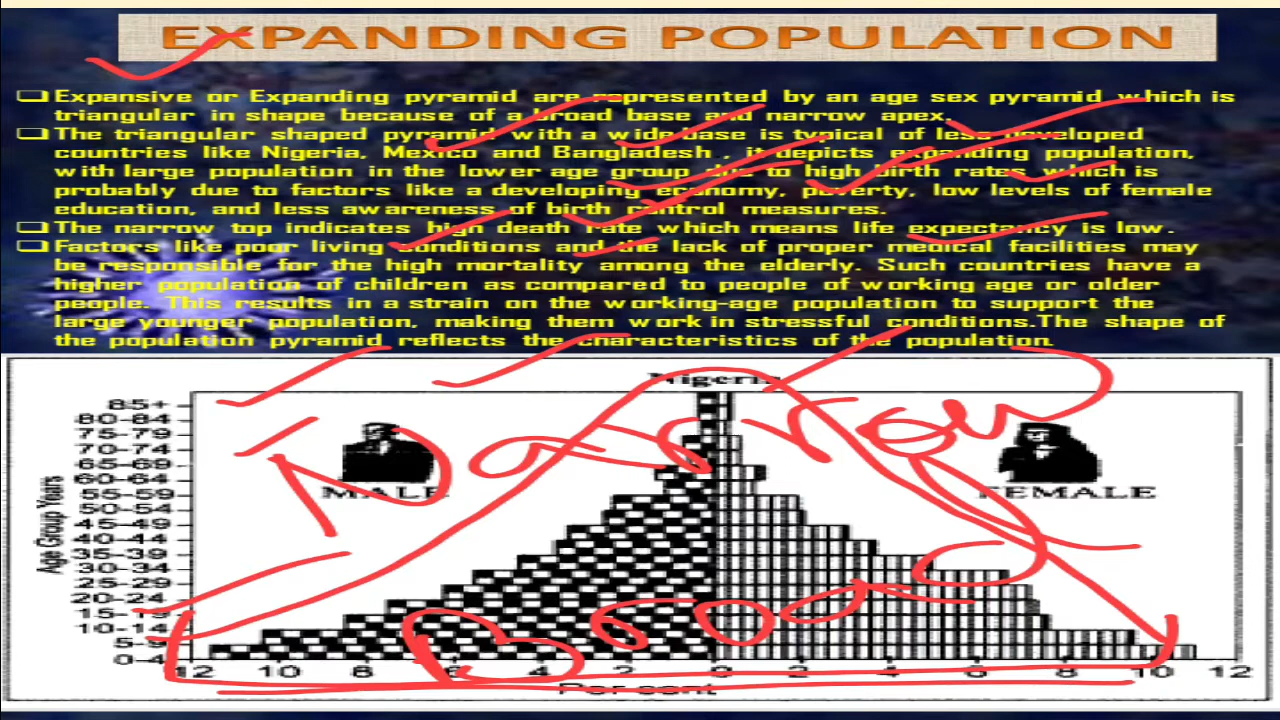 EXPANDING POPULATION
Expansive or Expanding pyramid are represented by an age sex pyramid which is
triangular in shape because of a broad base and narrow apex.
The triangular shaped pyramid with a wide base is typical of less developed
countries like Nigeria, Mexico and Bangladesh , it depicts expanding population,
with large population in the lower age group due to high birth rates which is
probably due to factors like a developing economy, poverty, low levels of female
education, and less awareness of birth control measures.
The narrow top indicates high death rate which means life expectancy is low.
Factors like poor living conditions and the lack of proper medical facilities may
be responsible for the high mortality among the elderly. Such countries have a
higher population of children as compared to people of working age or older
people. This results in a strain on the working-age population to support the
large younger population, making them work in stressful conditions.The shape of
the population pyramid reflects the characteristics of the population.
Nigeria
85+
80-84
75-79
70-74
65-69
60-64
55-59
50-54
45-49
40-44
35-39
30-34
25-29
20-24
15-19
10-14
5-9
0-4
Age Group Years
MALE
FEMALE
Narrow
Broad
12 10 8 6 4 2 0 2 4 6 8 10 12
Per cent